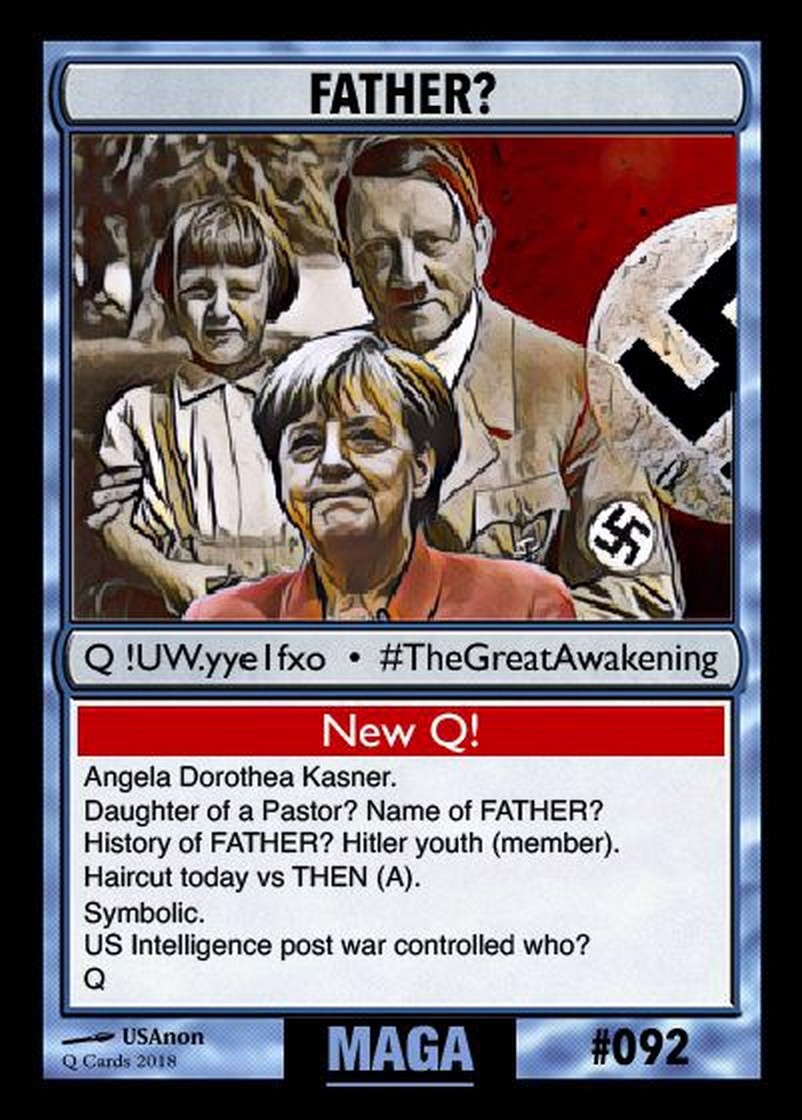 FATHER?
Q !UW.yye1fxo • #TheGreatAwakening
New Q!
Angela Dorothea Kasner.
Daughter of a Pastor? Name of FATHER?
History of FATHER? Hitler youth (member).
Haircut today vs THEN (A).
Symbolic.
US Intelligence post war controlled who?
Q
USAnon
Q Cards 2018
MAGA
#092